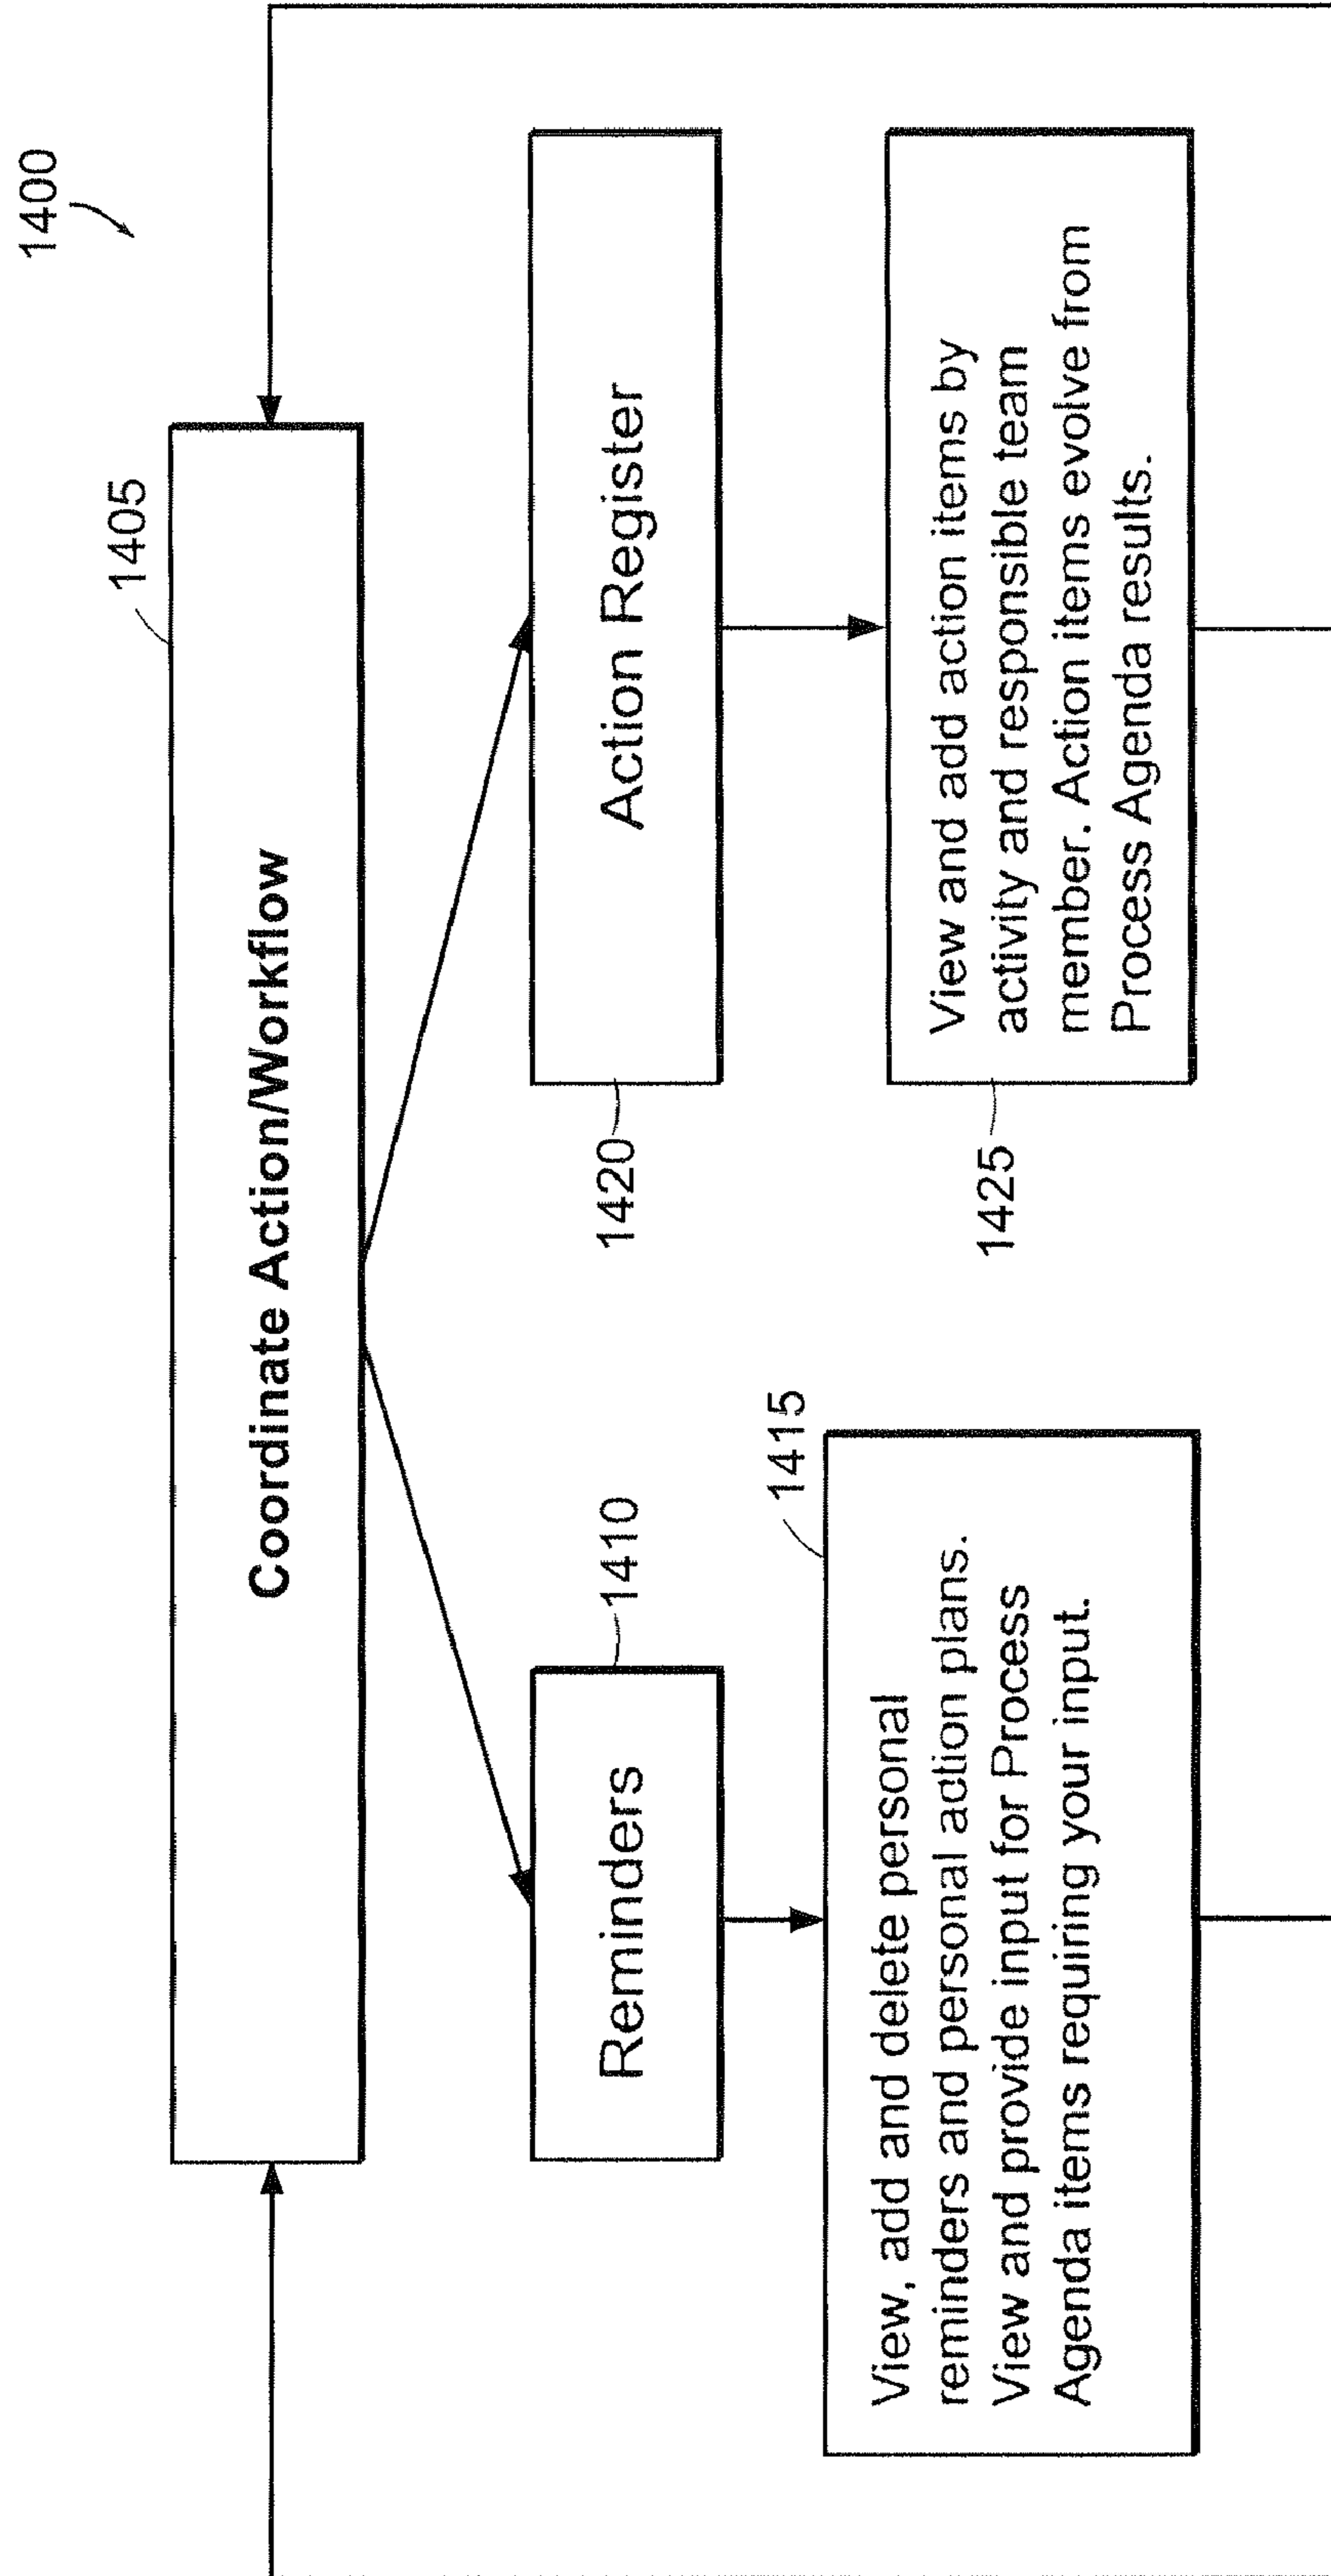 1400
1405
Coordinate Action/Workflow
Reminders
1410
1420
Action Register
1415
View, add and delete personal
reminders and personal action plans.
View and provide input for Process
Agenda items requiring your input.
1425
View and add action items by
activity and responsible team
member. Action items evolve from
Process Agenda results.